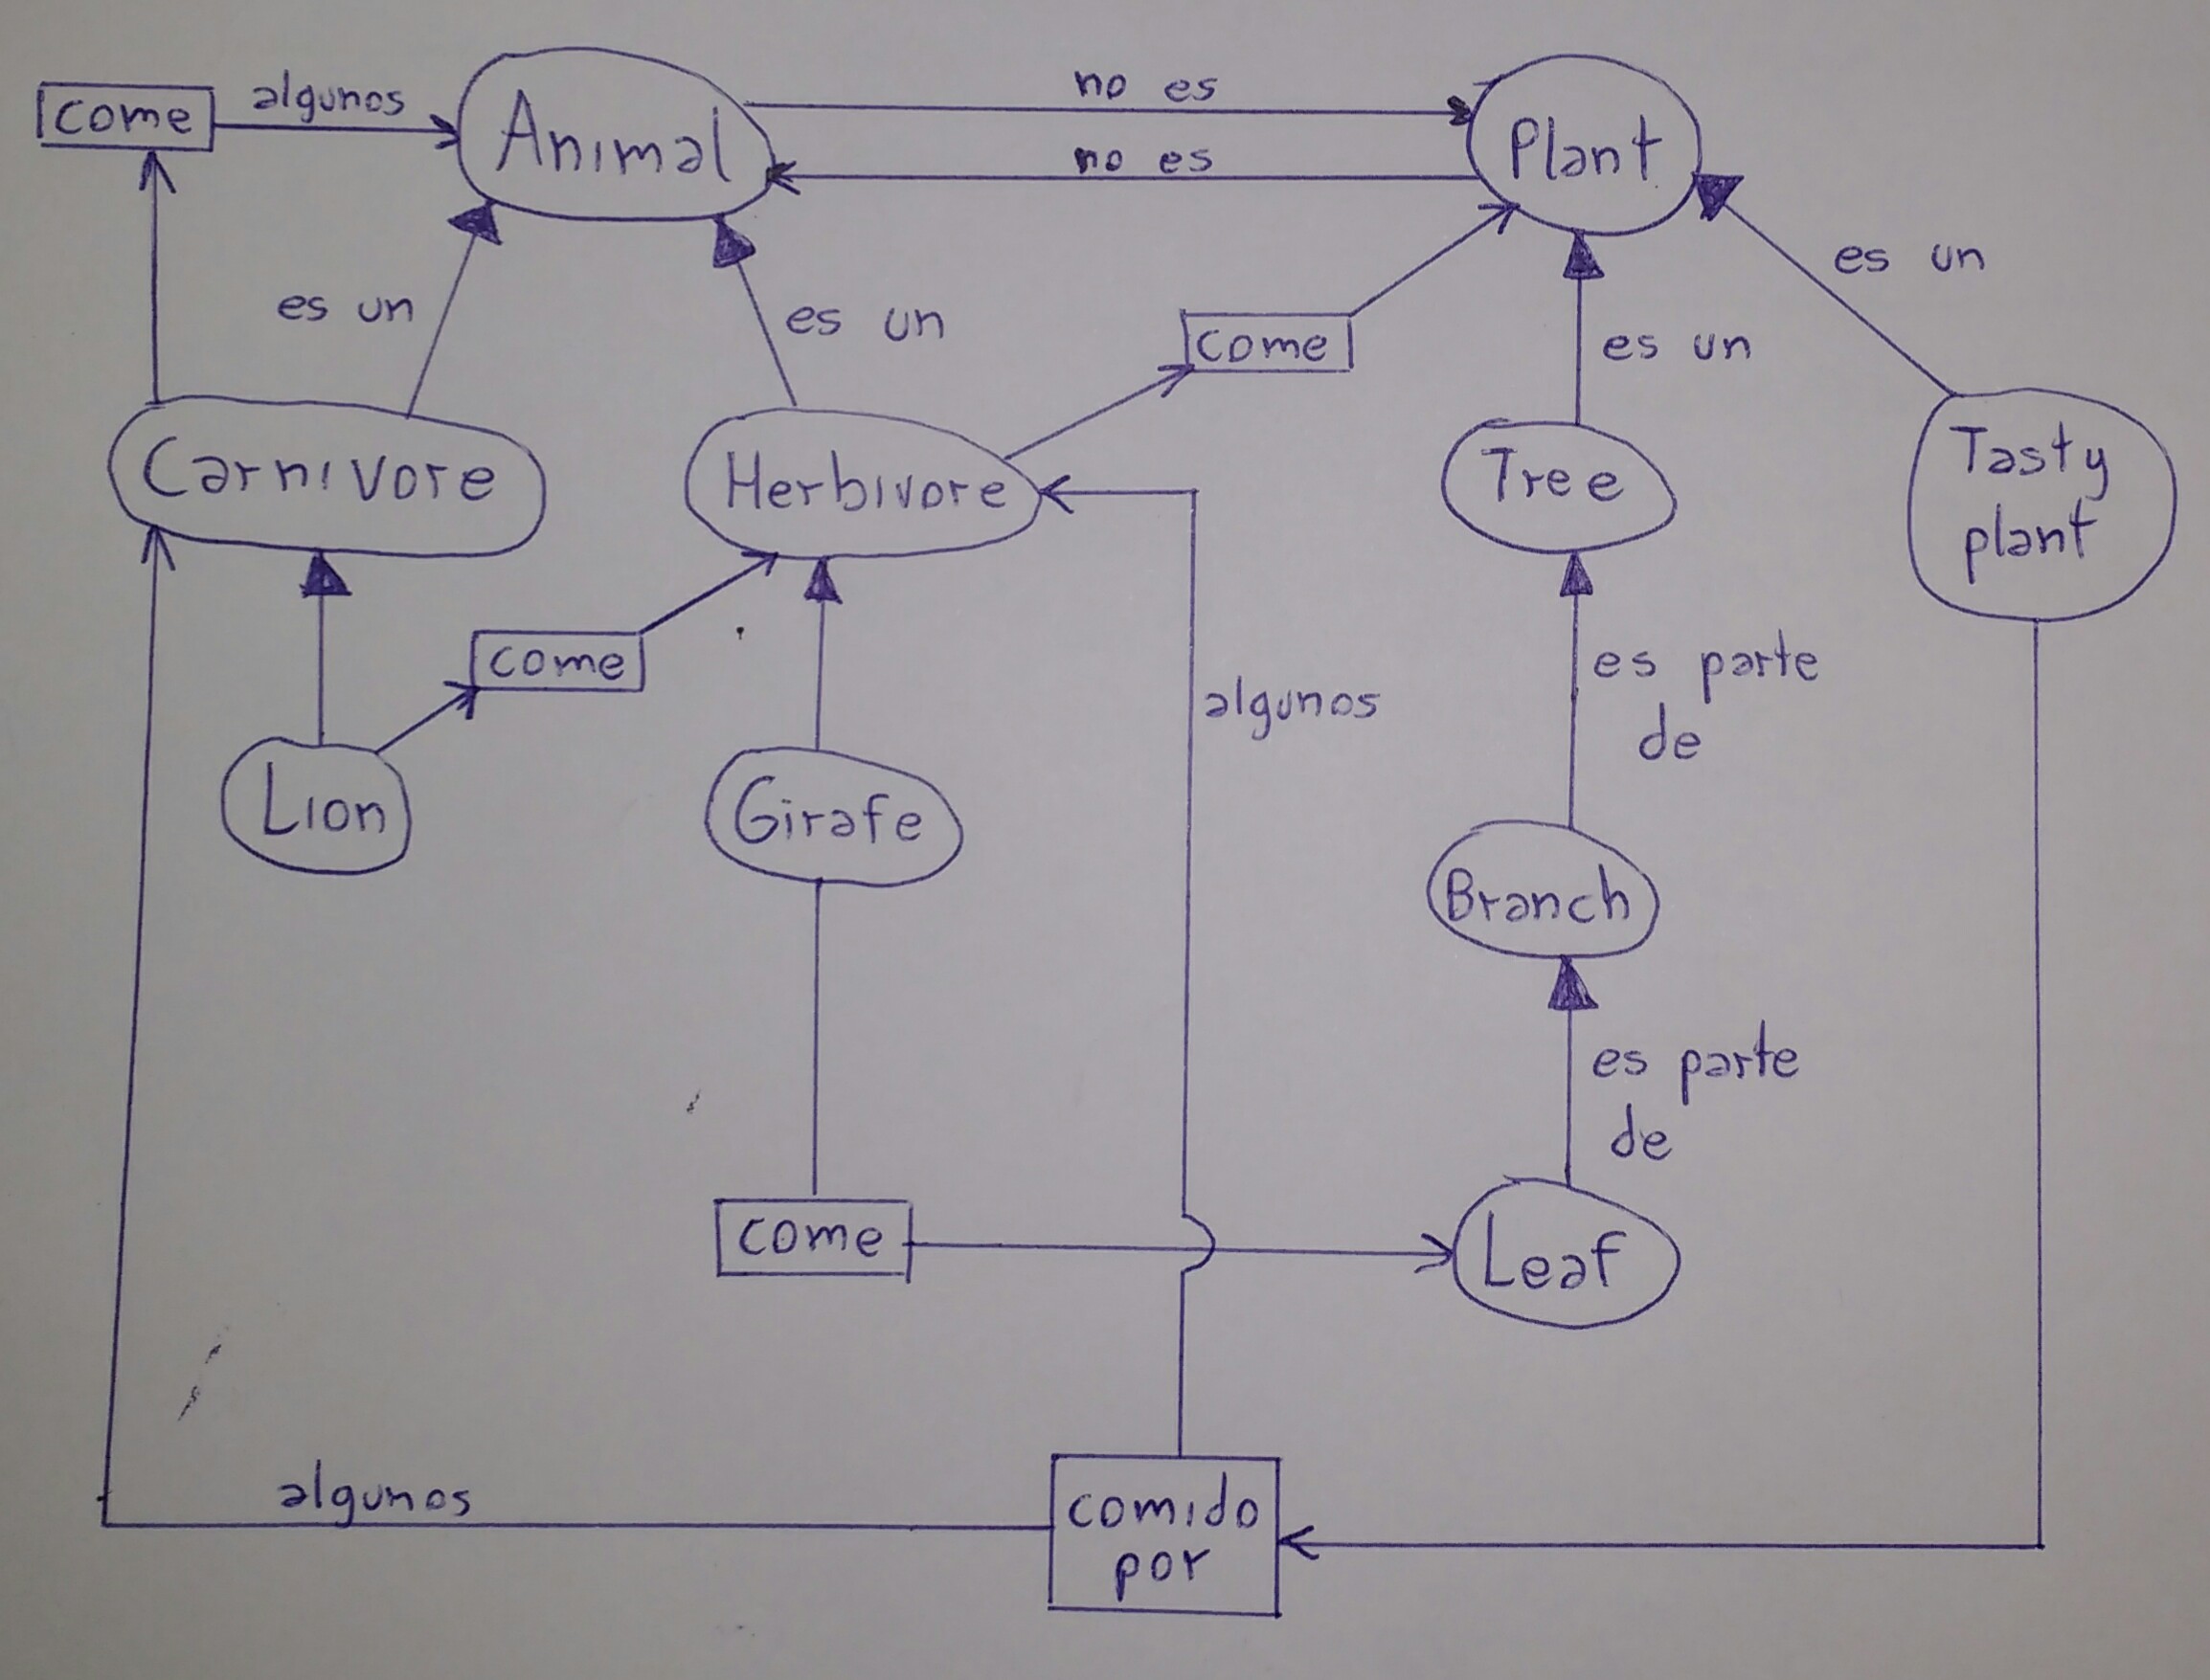 no es
algunos
come
Animal
no es
Plant
es un
es un
es un
es un
come
Carnivore
Herbivore
Tree
Tasty
plant
come
es parte
de
algunos
Lion
Girafe
Branch
es parte
de
come
Leaf
algunos
comido
por